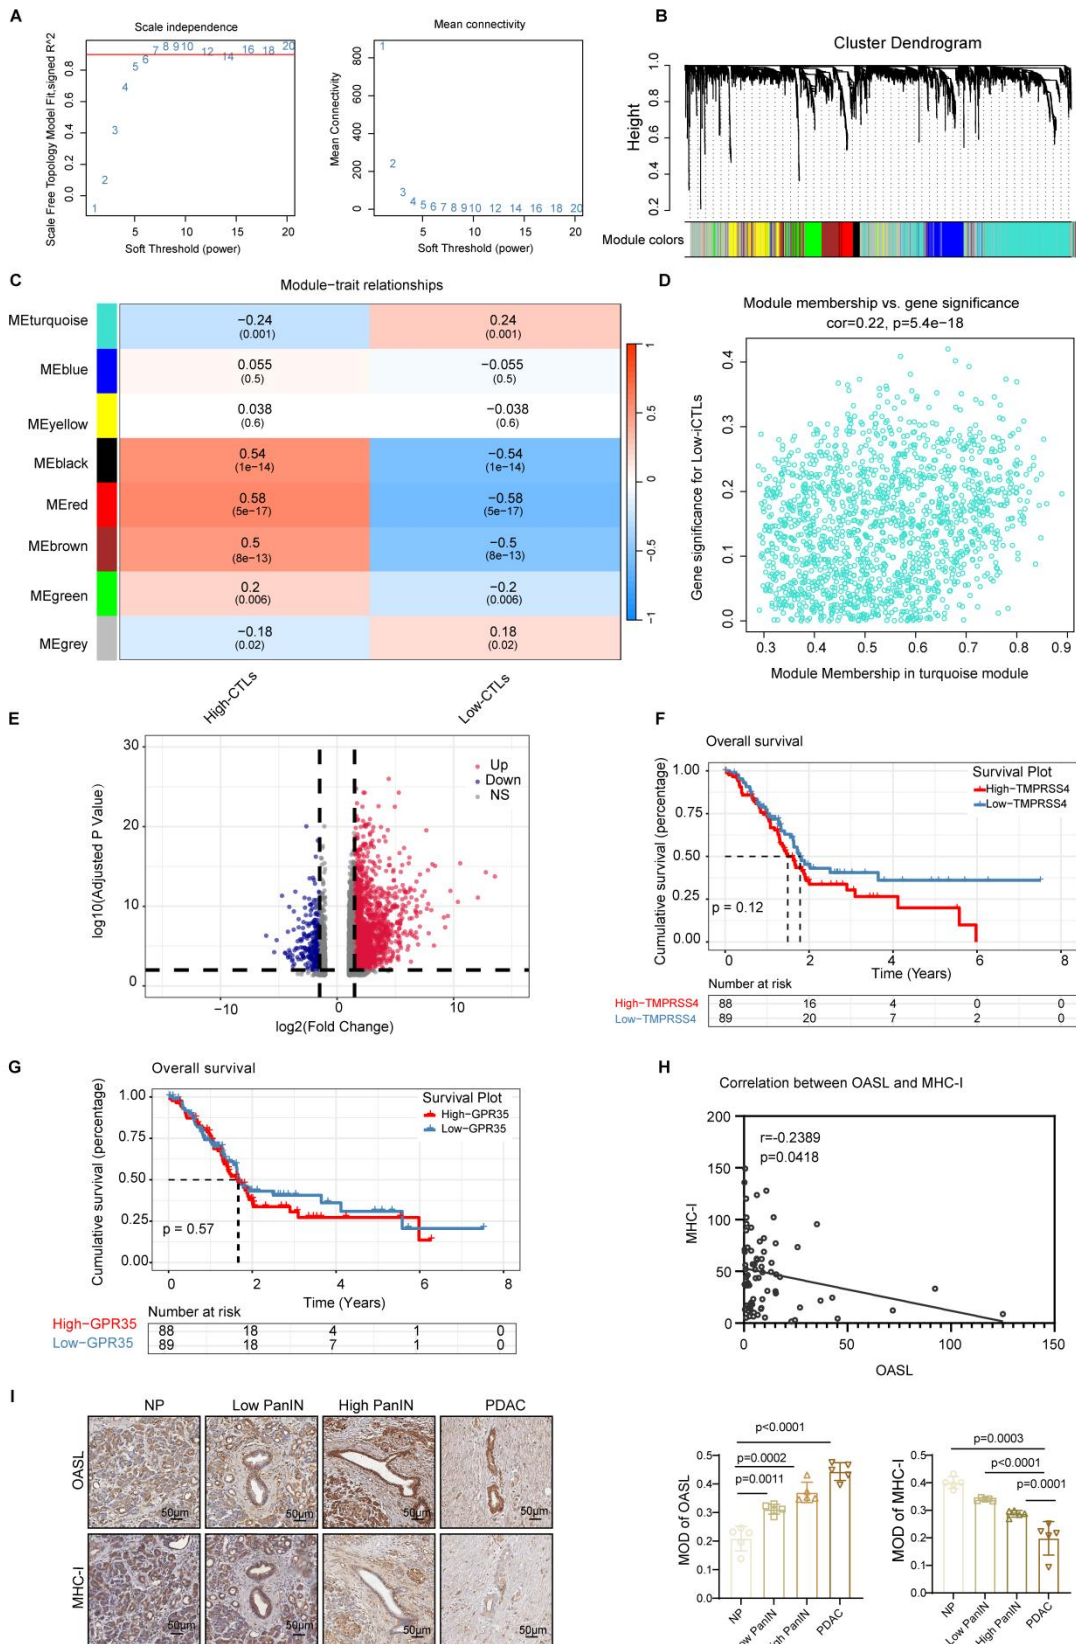 A
Scale independence
Scale Free Topology Model Fit,signed R^2
0.0 0.2 0.4 0.6 0.8
1 2 3 4 5 6 7 8 9 10 12 14 16 18 20
5 10 15 20
Soft Threshold (power)
Mean connectivity
Mean Connectivity
0 200 400 600 800
1 2 3 4 5 6 7 8 9 10 12 14 16 18 20
5 10 15 20
Soft Threshold (power)
B
Cluster Dendrogram
Height
1.0
0.8
0.6
0.4
0.2
Module colors
C
Module−trait relationships
MEturquoise −0.24 0.24
(0.001) (0.001)
MEblue 0.055 −0.055
(0.5) (0.5)
MEyellow 0.038 −0.038
(0.6) (0.6)
MEblack 0.54 −0.54
(1e−14) (1e−14)
MEred 0.58 −0.58
(5e−17) (5e−17)
MEbrown 0.5 −0.5
(8e−13) (8e−13)
MEgreen 0.2 −0.2
(0.006) (0.006)
MEgrey −0.18 0.18
(0.02) (0.02)
1
0.5
0
−0.5
−1
High−CTLs
Low−CTLs
D
Module membership vs. gene significance
cor=0.22, p=5.4e−18
Gene significance for Low-iCTLs
0.0 0.1 0.2 0.3 0.4
0.3 0.4 0.5 0.6 0.7 0.8 0.9
Module Membership in turquoise module
E
log10(Adjusted P Value)
30
20
10
0
Up
Down
NS
−10 0 10
log2(Fold Change)
F
Overall survival
Cumulative survival (percentage)
1.00
0.75
0.50
0.25
0.00
Survival Plot
High−TMPRSS4
Low−TMPRSS4
p = 0.12
0 2 4 6 8
Time (Years)
Number at risk
High−TMPRSS4 88 16 4 0 0
Low−TMPRSS4 89 20 7 2 0
G
Overall survival
Cumulative survival (percentage)
1.00
0.75
0.50
0.25
0.00
Survival Plot
High−GPR35
Low−GPR35
p = 0.57
0 2 4 6 8
Time (Years)
Number at risk
High−GPR35 88 18 4 1 0
Low−GPR35 89 18 7 1 0
H
Correlation between OASL and MHC-I
MHC-I
200
150
100
50
0
r=-0.2389
p=0.0418
0 50 100 150
OASL
I
NP Low PanIN High PanIN PDAC
OASL
50μm 50μm 50μm 50μm
MHC-I
50μm 50μm 50μm 50μm
MOD of OASL
0.5
0.4
0.3
0.2
0.1
0.0
p<0.0001
p=0.0002
p=0.0011
NP Low PanIN High PanIN PDAC
MOD of MHC-I
0.5
0.4
0.3
0.2
0.1
0.0
p=0.0003
p<0.0001
p=0.0001
NP Low PanIN High PanIN PDAC